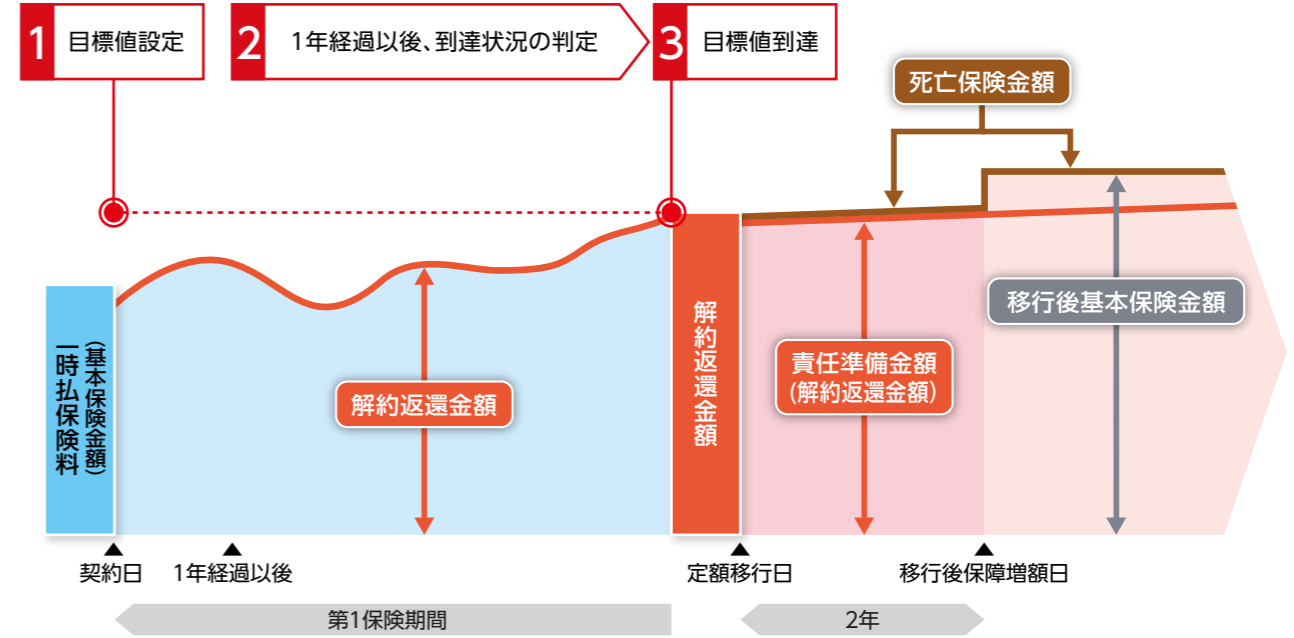 1 目標値設定
2 1年経過以後、到達状況の判定
3 目標値到達
死亡保険金額
一時払保険料
(基本保険金額)
解約返還金額
解約返還金額
責任準備金額
(解約返還金額)
移行後基本保険金額
契約日
1年経過以後
定額移行日
移行後保障増額日
第1保険期間
2年